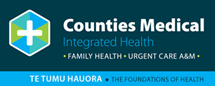 Counties Medical
Integrated Health
• FAMILY HEALTH • URGENT CARE A&M •
TE TUMU HAUORA • THE FOUNDATIONS OF HEALTH